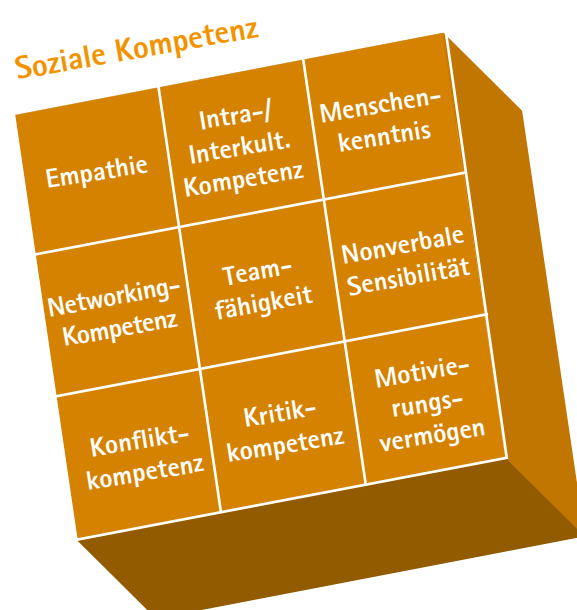 Soziale Kompetenz
Empathie
Intra-/
Interkult.
Kompetenz
Menschen-
kenntnis
Networking-
Kompetenz
Team-
fähigkeit
Nonverbale
Sensibilität
Konflikt-
kompetenz
Kritik-
kompetenz
Motivie-
rungs-
vermögen